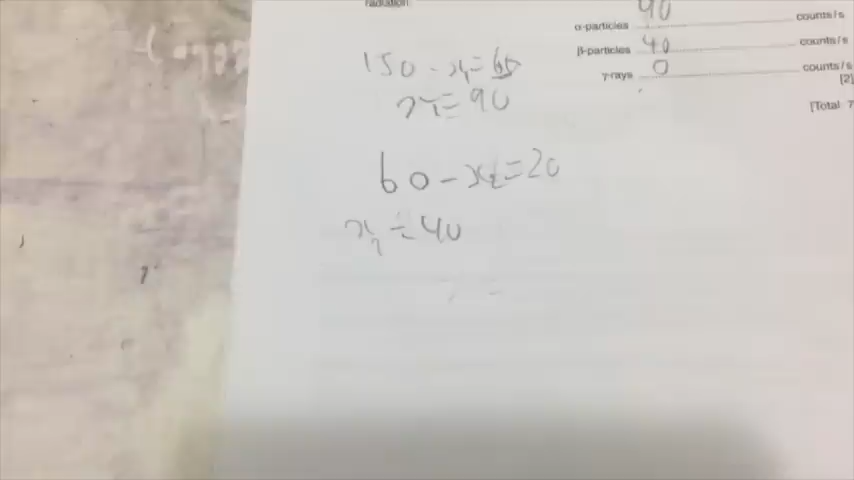 radiation
90
α-particles counts/s
β-particles 40 counts/s
γ-rays 0 counts/s
[2]
[Total: 7
150 - x₁ = 60
x₁ = 90
60 - x₂ = 20
x₂ = 40